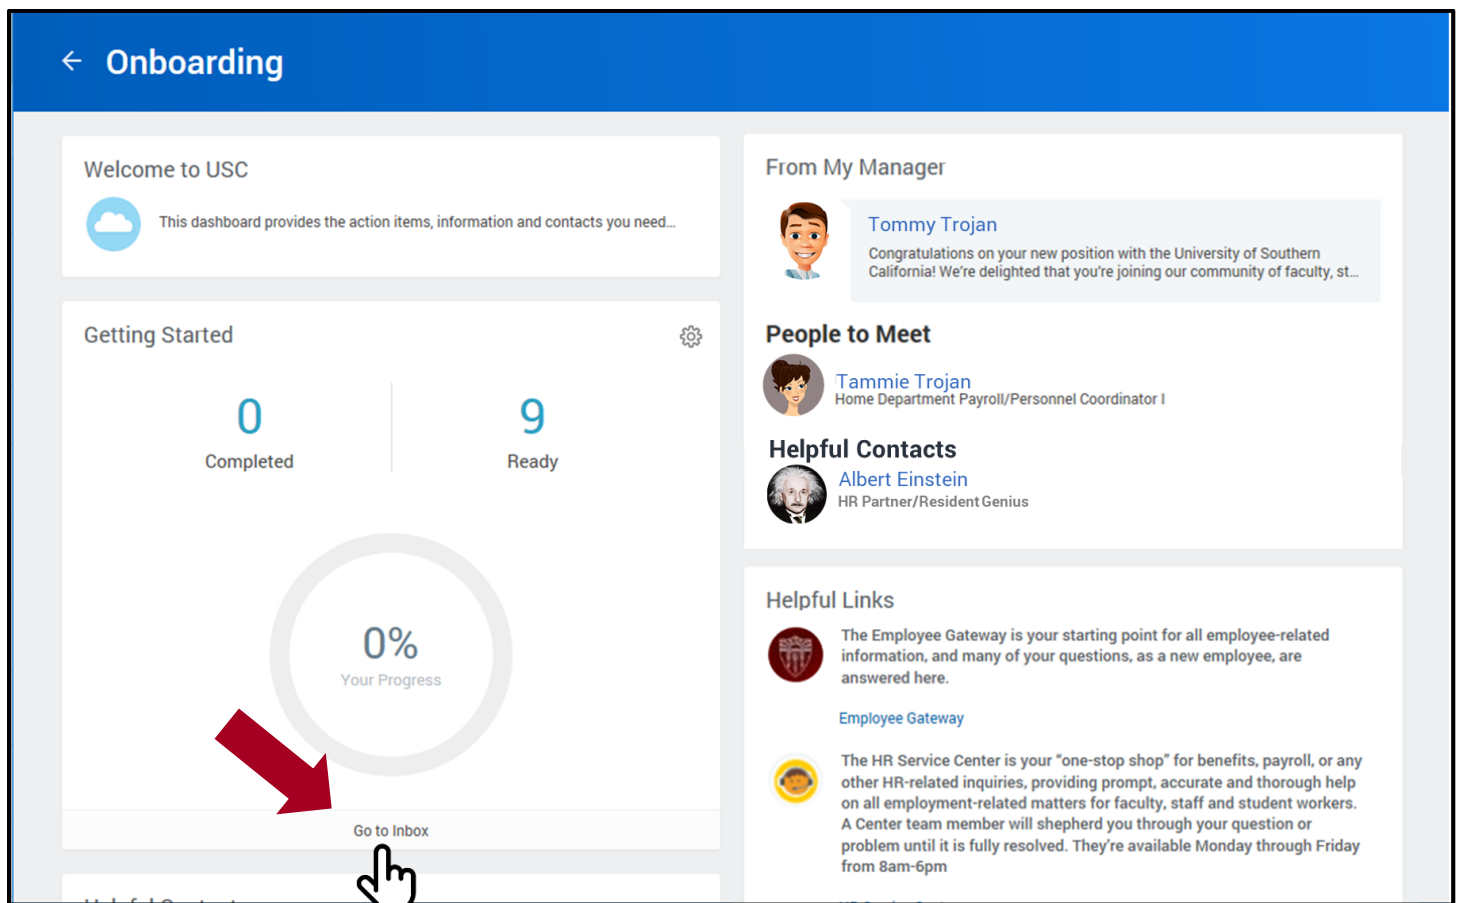 Onboarding
Welcome to USC
This dashboard provides the action items, information and contacts you need...
Getting Started
0
Completed
9
Ready
0%
Your Progress
Go to Inbox
From My Manager
Tommy Trojan
Congratulations on your new position with the University of Southern
California! We're delighted that you're joining our community of faculty, st...
People to Meet
Tammie Trojan
Home Department Payroll/Personnel Coordinator I
Helpful Contacts
Albert Einstein
HR Partner/Resident Genius
Helpful Links
The Employee Gateway is your starting point for all employee-related
information, and many of your questions, as a new employee, are
answered here.
Employee Gateway
The HR Service Center is your “one-stop shop” for benefits, payroll, or any
other HR-related inquiries, providing prompt, accurate and thorough help
on all employment-related matters for faculty, staff and student workers.
A Center team member will shepherd you through your question or
problem until it is fully resolved. They're available Monday through Friday
from 8am-6pm